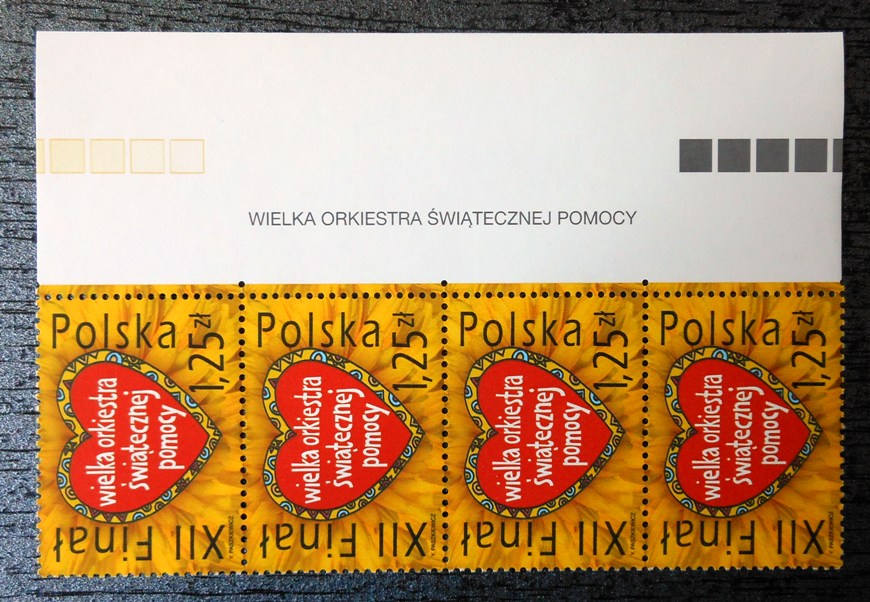 WIELKA ORKIESTRA ŚWIĄTECZNEJ POMOCY
Polska
1,25 zł
wielka orkiestra
świątecznej
pomocy
XII Finał
Polska
1,25 zł
wielka orkiestra
świątecznej
pomocy
XII Finał
Polska
1,25 zł
wielka orkiestra
świątecznej
pomocy
XII Finał
Polska
1,25 zł
wielka orkiestra
świątecznej
pomocy
XII Finał